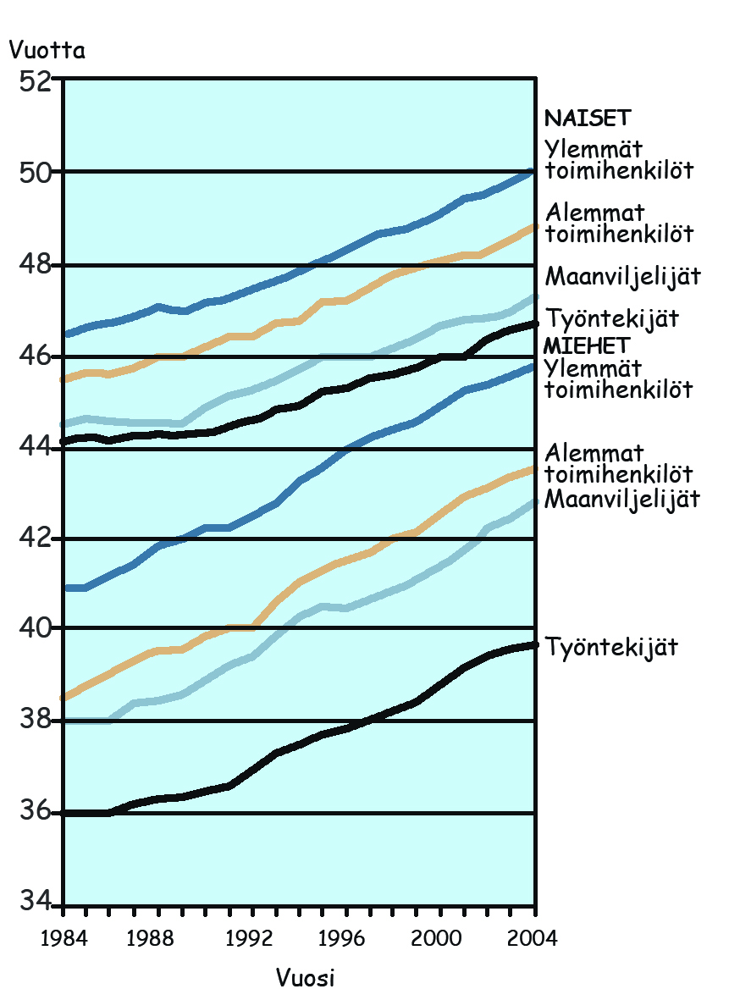 Vuotta
52
50
48
46
44
42
40
38
36
34
NAISET
Ylemmät
toimihenkilöt
Alemmat
toimihenkilöt
Maanviljelijät
Työntekijät
MIEHET
Ylemmät
toimihenkilöt
Alemmat
toimihenkilöt
Maanviljelijät
Työntekijät
1984 1988 1992 1996 2000 2004
Vuosi